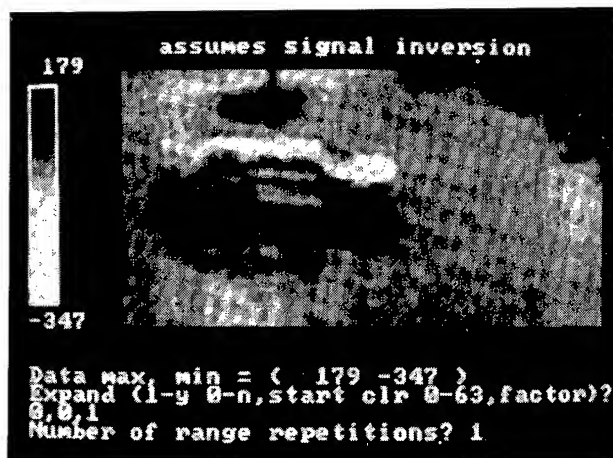 assumes signal inversion
179
-347
Data max, min = ( 179 -347 )
Expand (1-y 0-n,start clr 0-63,factor)?
0,0,1
Number of range repetitions? 1